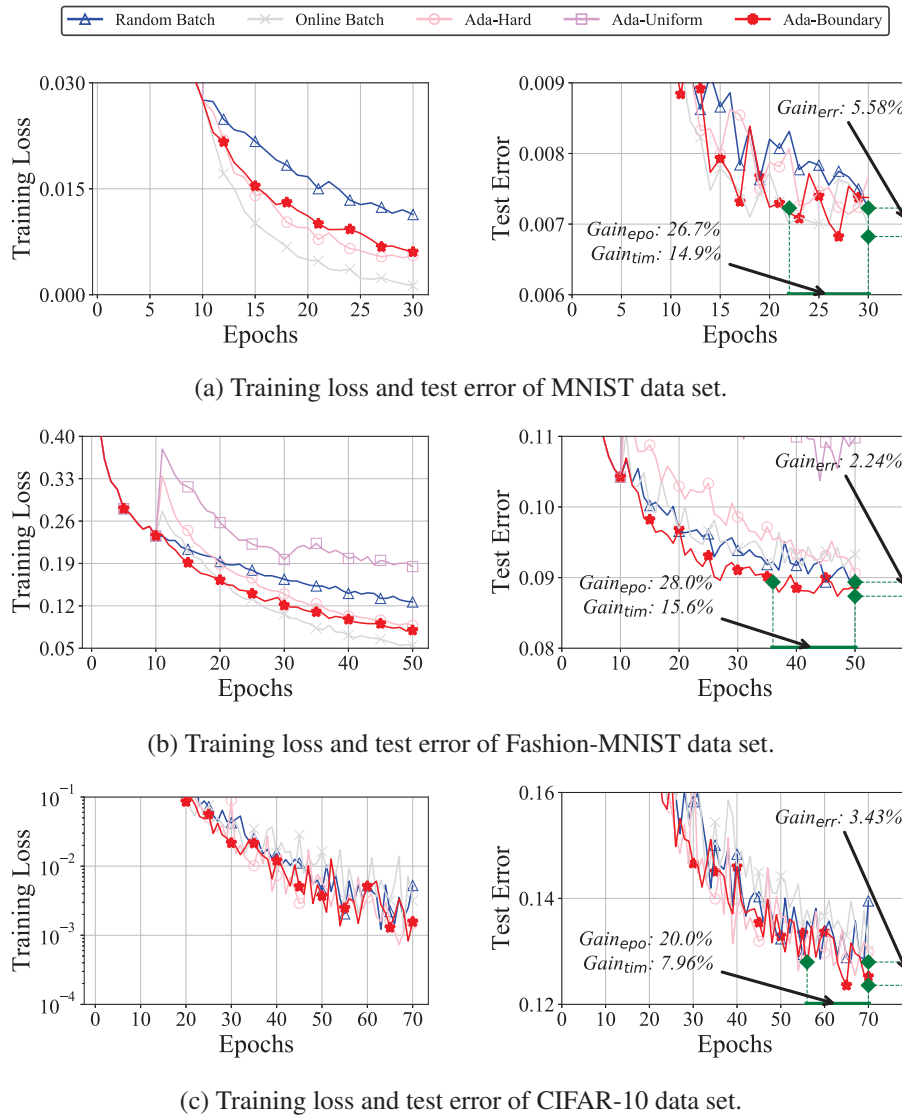 Random Batch Online Batch Ada-Hard Ada-Uniform Ada-Boundary
0.030
0.015
0.000
Training Loss
0 5 10 15 20 25 30
Epochs
0.009
0.008
0.007
0.006
Test Error
0 5 10 15 20 25 30
Epochs
Gain_err: 5.58%
Gain_epo: 26.7%
Gain_tim: 14.9%
(a) Training loss and test error of MNIST data set.
0.40
0.33
0.26
0.19
0.12
0.05
Training Loss
0 10 20 30 40 50
Epochs
0.11
0.10
0.09
0.08
Test Error
0 10 20 30 40 50
Epochs
Gain_err: 2.24%
Gain_epo: 28.0%
Gain_tim: 15.6%
(b) Training loss and test error of Fashion-MNIST data set.
10⁻¹
10⁻²
10⁻³
10⁻⁴
Training Loss
0 10 20 30 40 50 60 70
Epochs
0.16
0.14
0.12
Test Error
0 10 20 30 40 50 60 70
Epochs
Gain_err: 3.43%
Gain_epo: 20.0%
Gain_tim: 7.96%
(c) Training loss and test error of CIFAR-10 data set.